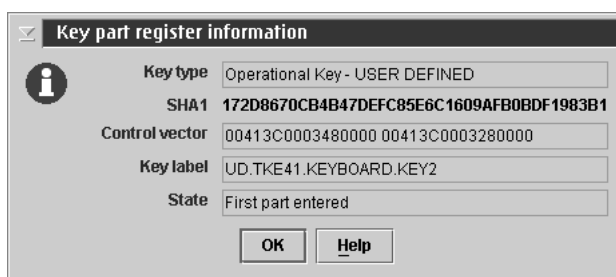 Key part register information
Key type Operational Key - USER DEFINED
SHA1 172D8670CB4B47DEFC85E6C1609AFB0BDF1983B1
Control vector 00413C0003480000 00413C0003280000
Key label UD.TKE41.KEYBOARD.KEY2
State First part entered
OK Help